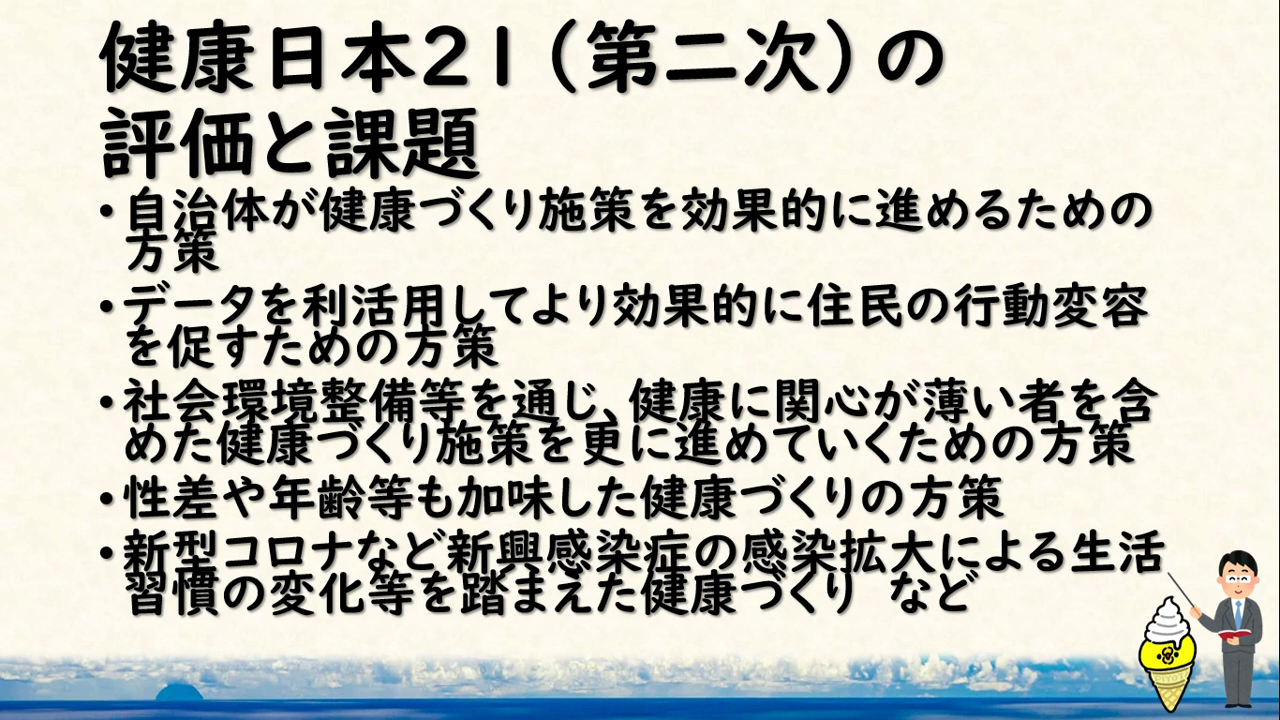 健康日本21（第二次）の
評価と課題
・自治体が健康づくり施策を効果的に進めるための
方策
・データを利活用してより効果的に住民の行動変容
を促すための方策
・社会環境整備等を通じ、健康に関心が薄い者を含
めた健康づくり施策を更に進めていくための方策
・性差や年齢等も加味した健康づくりの方策
・新型コロナなど新興感染症の感染拡大による生活
習慣の変化等を踏まえた健康づくり　など